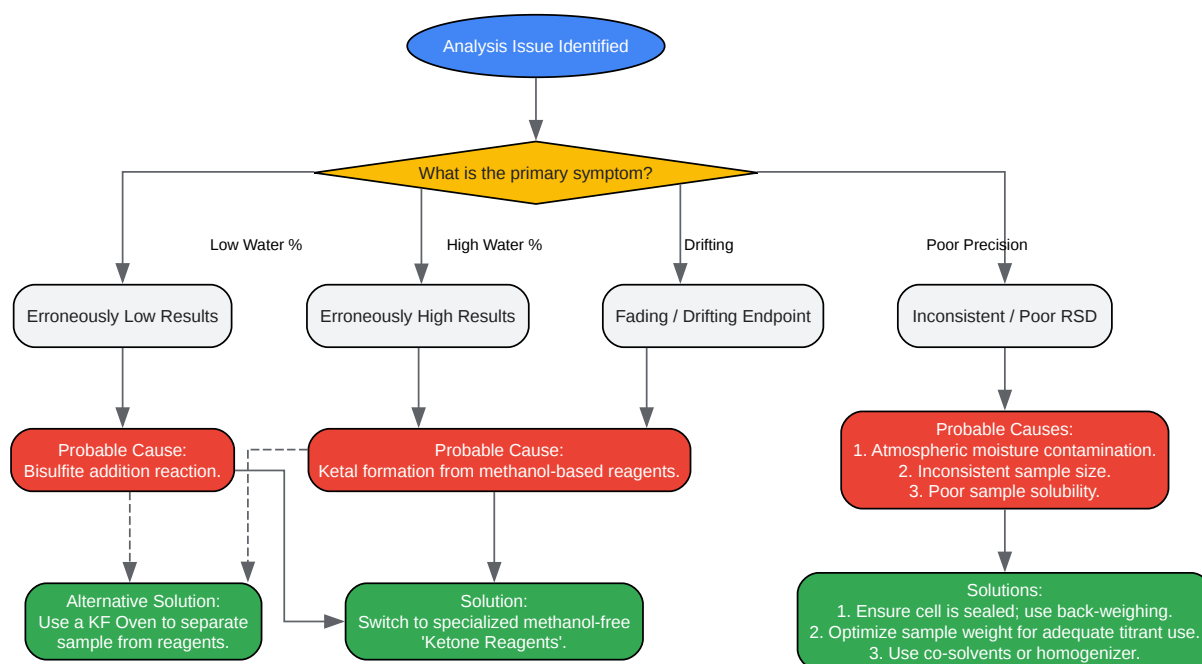 Analysis Issue Identified
What is the primary symptom?
Low Water %
High Water %
Drifting
Poor Precision
Erroneously Low Results
Erroneously High Results
Fading / Drifting Endpoint
Inconsistent / Poor RSD
Probable Cause:
Bisulfite addition reaction.
Probable Cause:
Ketal formation from methanol-based reagents.
Probable Causes:
1. Atmospheric moisture contamination.
2. Inconsistent sample size.
3. Poor sample solubility.
Alternative Solution:
Use a KF Oven to separate
sample from reagents.
Solution:
Switch to specialized methanol-free
'Ketone Reagents'.
Solutions:
1. Ensure cell is sealed; use back-weighing.
2. Optimize sample weight for adequate titrant use.
3. Use co-solvents or homogenizer.